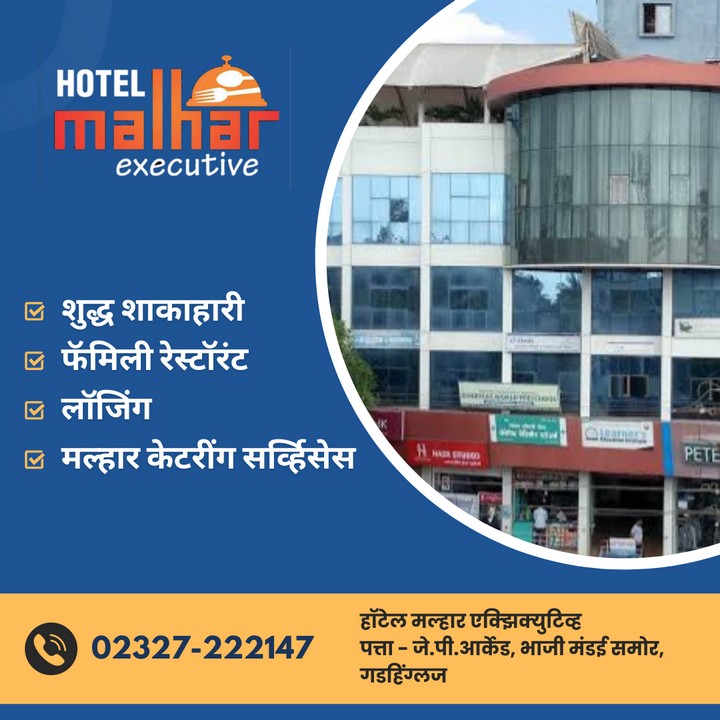 HOTEL
malhar
executive
शुद्ध शाकाहारी
फॅमिली रेस्टॉरंट
लॉजिंग
मल्हार केटरींग सर्व्हिसेस
HAIR STUDIO
Learner's
PETE
02327-222147
हॉटेल मल्हार एक्झिक्युटिव्ह
पत्ता - जे.पी.आर्केड, भाजी मंडई समोर,
गडहिंग्लज